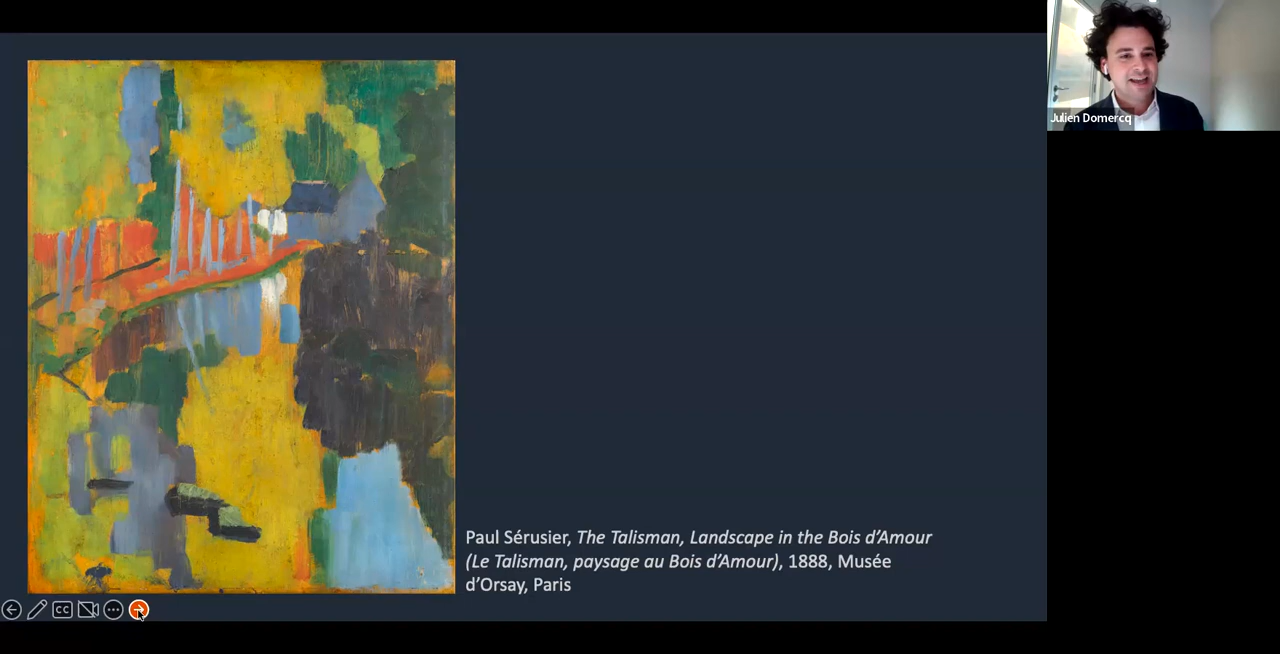 Julien Domercq
Paul Sérusier, The Talisman, Landscape in the Bois d’Amour
(Le Talisman, paysage au Bois d’Amour), 1888, Musée
d’Orsay, Paris
CC